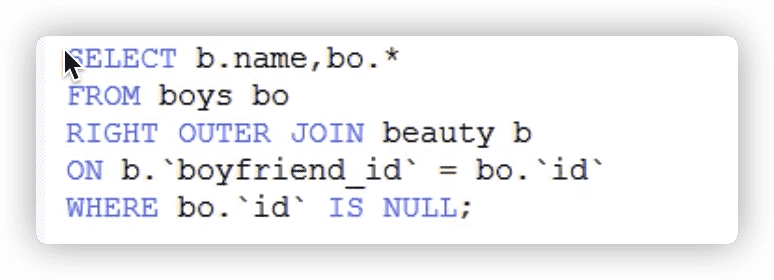 SELECT b.name,bo.*
FROM boys bo
RIGHT OUTER JOIN beauty b
ON b.`boyfriend_id` = bo.`id`
WHERE bo.`id` IS NULL;